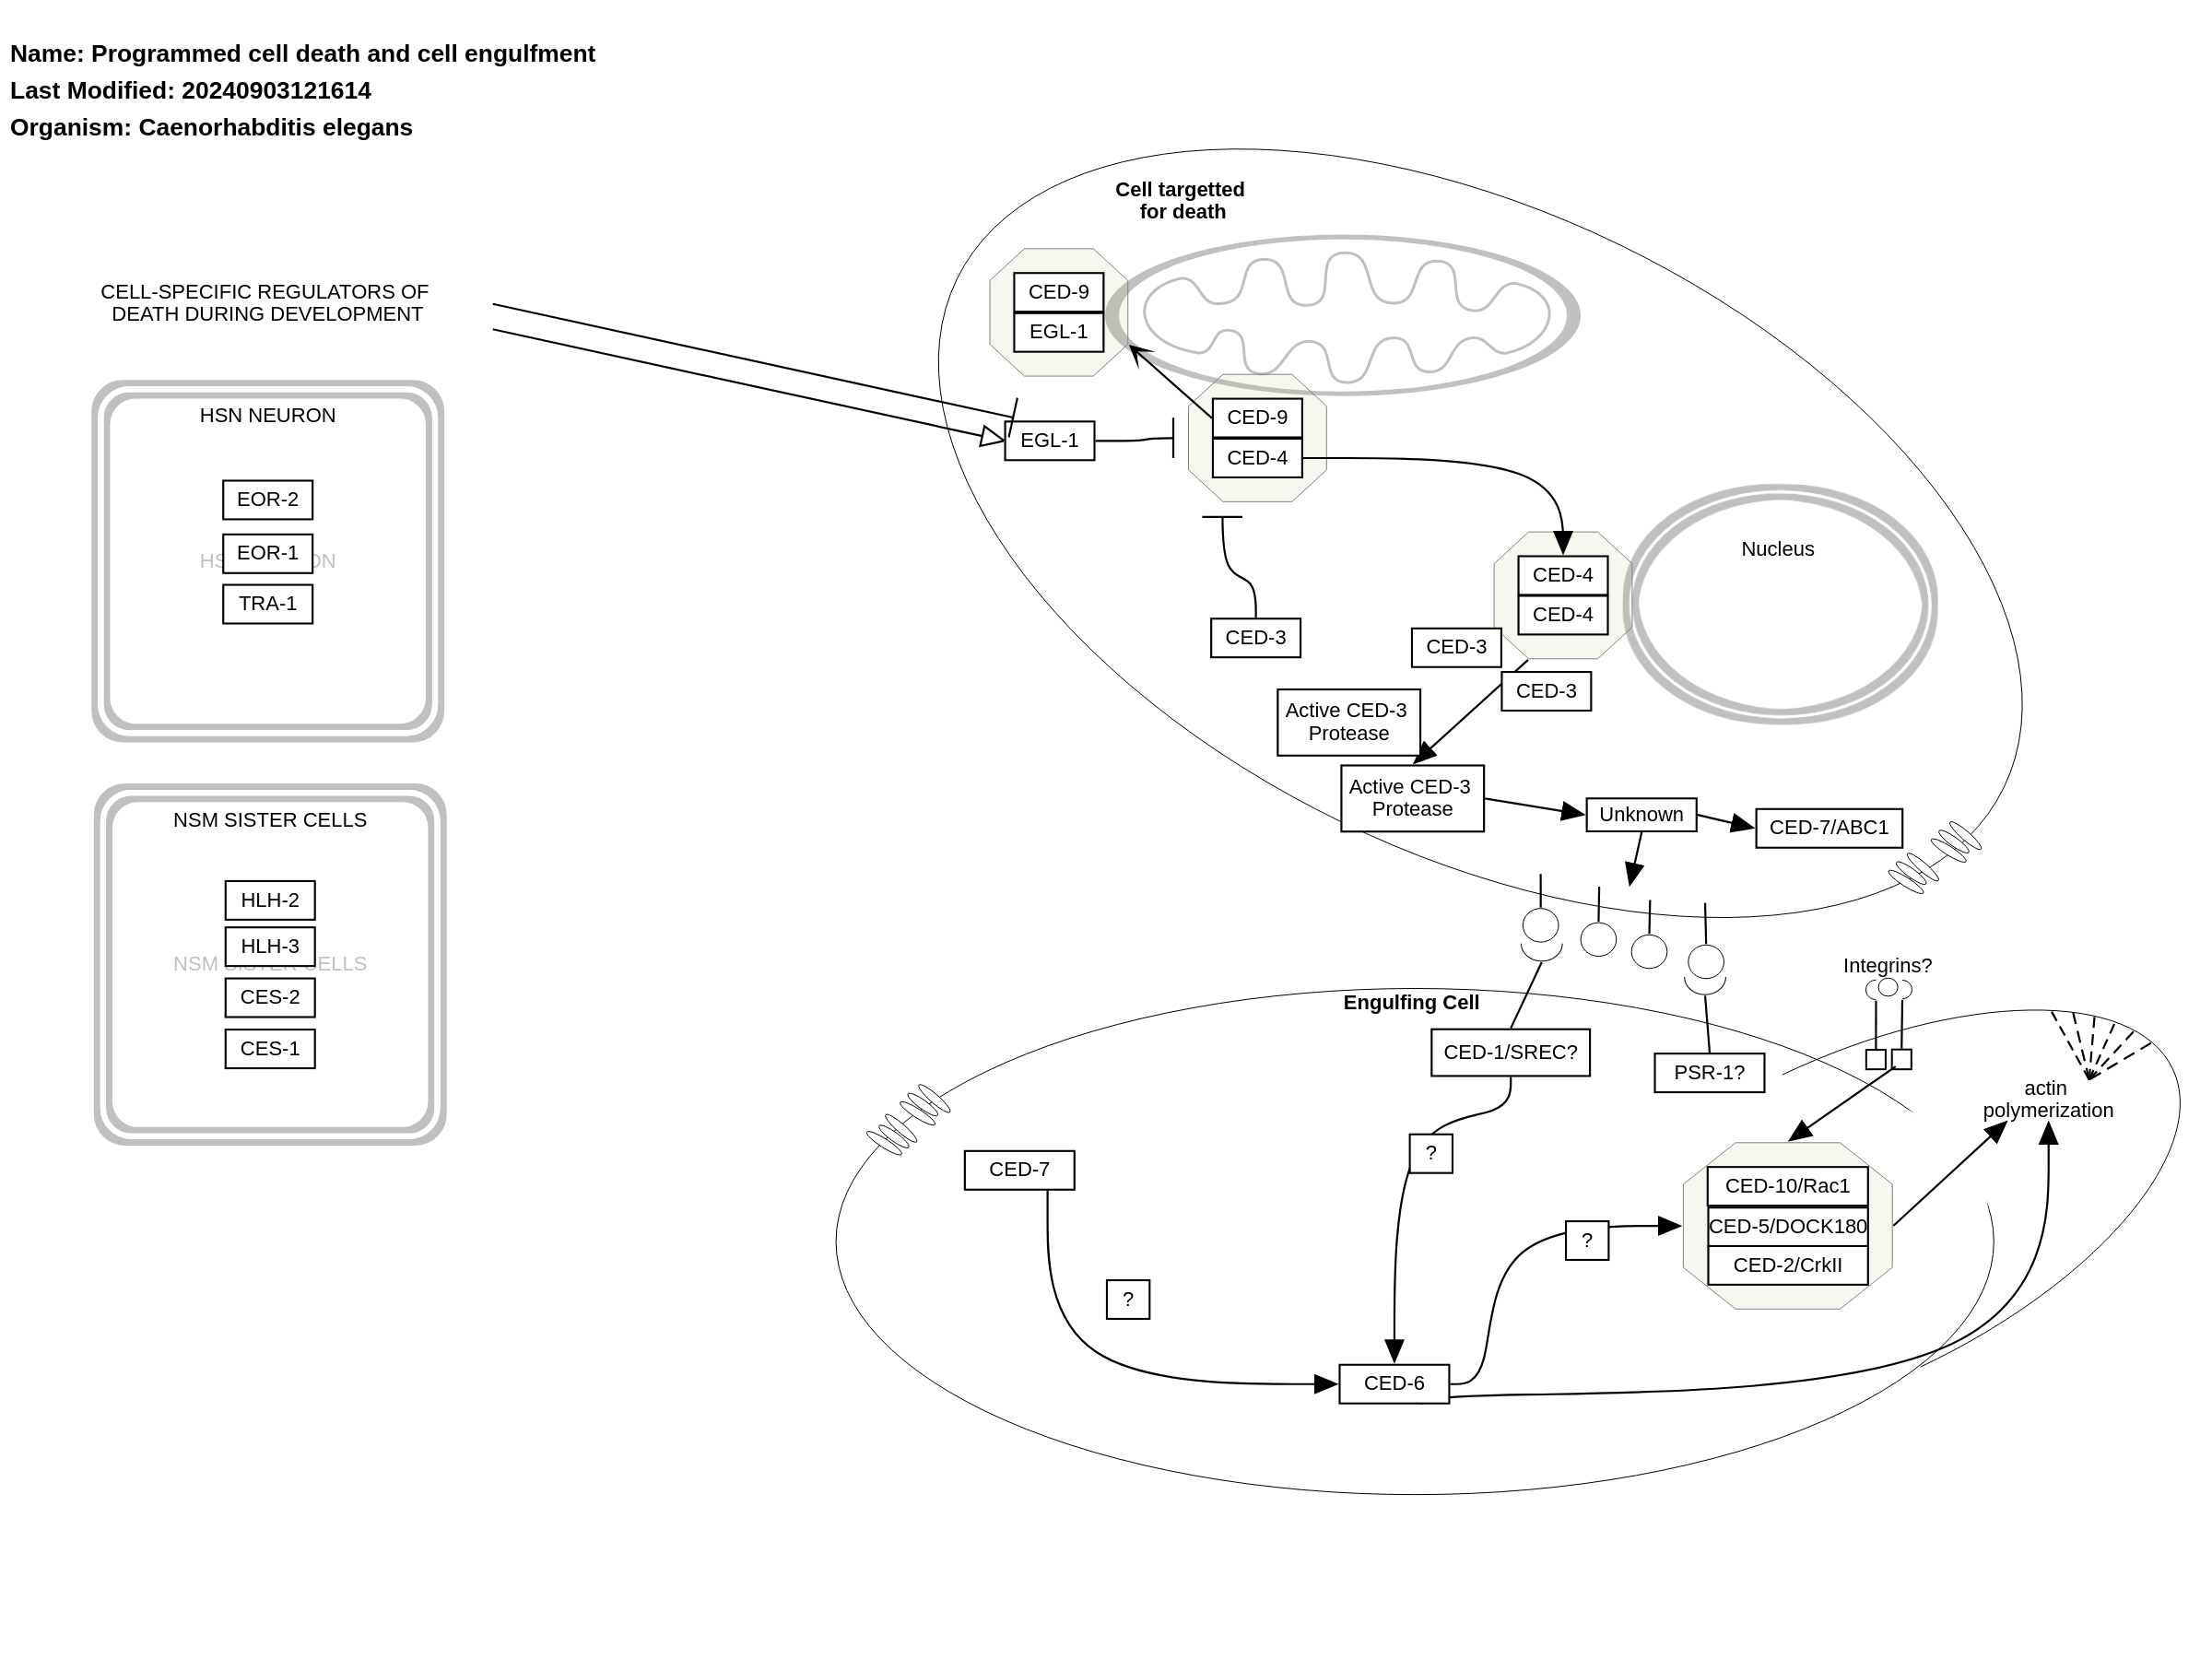 Name: Programmed cell death and cell engulfment
Last Modified: 20240903121614
Organism: Caenorhabditis elegans
CELL-SPECIFIC REGULATORS OF
DEATH DURING DEVELOPMENT
HSN NEURON
EOR-2
HSN NEURON
EOR-1
TRA-1
NSM SISTER CELLS
HLH-2
HLH-3
NSM SISTER CELLS
CES-2
CES-1
Cell targetted
for death
CED-9
EGL-1
EGL-1
CED-9
CED-4
CED-3
Nucleus
CED-4
CED-4
CED-3
CED-3
Active CED-3
Protease
Active CED-3
Protease
Unknown
CED-7/ABC1
Integrins?
Engulfing Cell
CED-1/SREC?
PSR-1?
actin
polymerization
?
CED-7
CED-10/Rac1
CED-5/DOCK180
CED-2/CrkII
?
?
CED-6